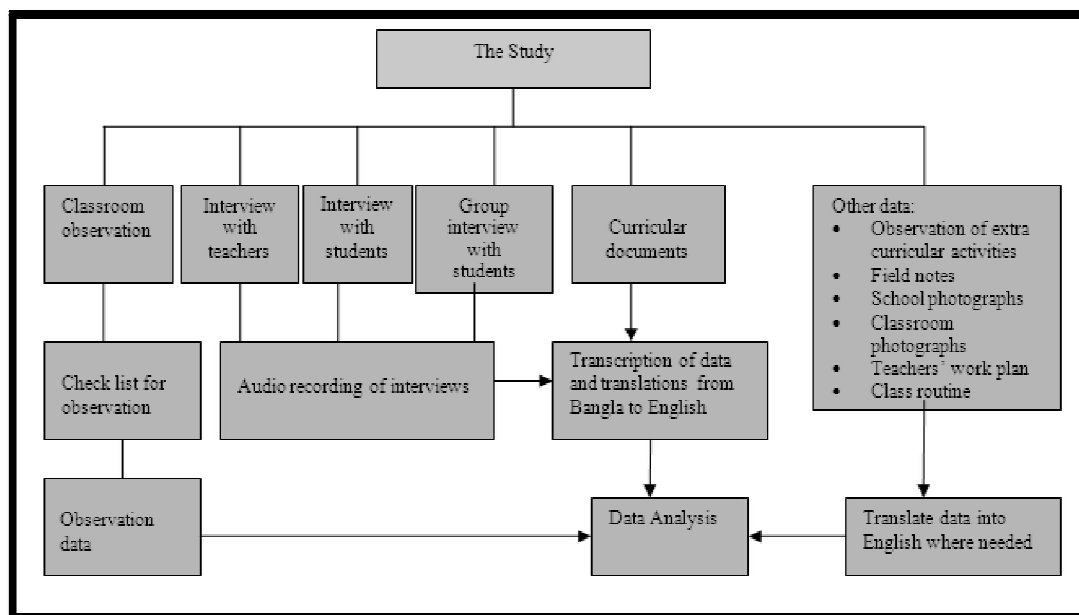 The Study
Classroom
observation
Interview
with
teachers
Interview
with
students
Group
interview
with
students
Curricular
documents
Other data:
• Observation of extra
curricular activities
• Field notes
• School photographs
• Classroom
photographs
• Teachers’ work plan
• Class routine
Check list for
observation
Audio recording of interviews
Transcription of data
and translations from
Bangla to English
Observation
data
Data Analysis
Translate data into
English where needed